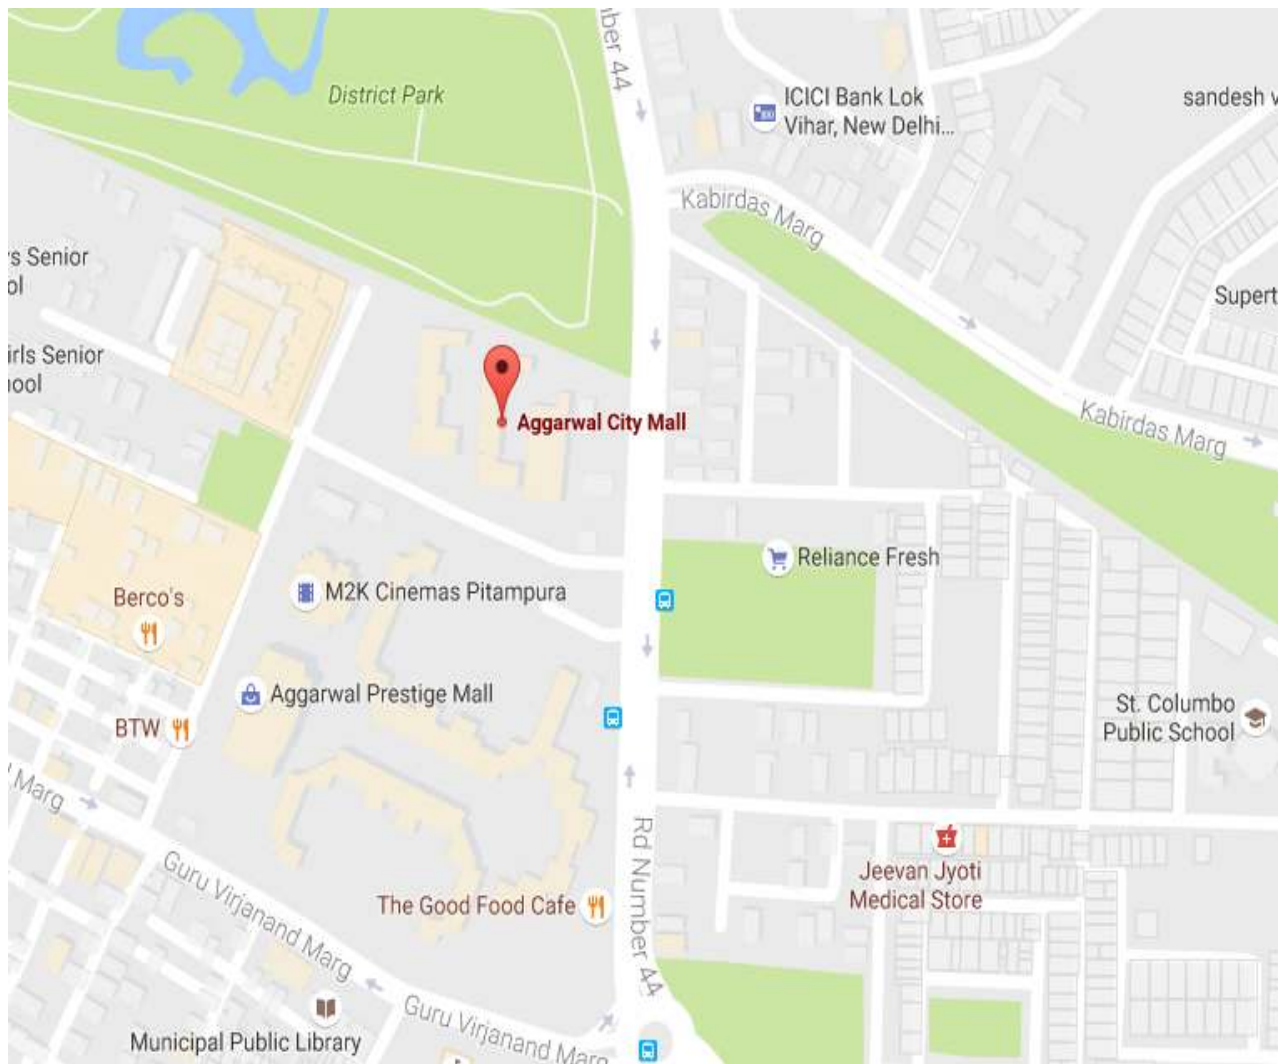 mber 44
District Park
ICICI Bank Lok
Vihar, New Delhi...
sandesh v
Kabirdas Marg
rs Senior
ol
Supert
irls Senior
ool
Aggarwal City Mall
Kabirdas Marg
Reliance Fresh
M2K Cinemas Pitampura
Berco's
Aggarwal Prestige Mall
St. Columbo
Public School
BTW
Marg
Rd Number 44
Jeevan Jyoti
Medical Store
Guru Virjanand Marg
The Good Food Cafe
Guru Virjanand Marg
Municipal Public Library